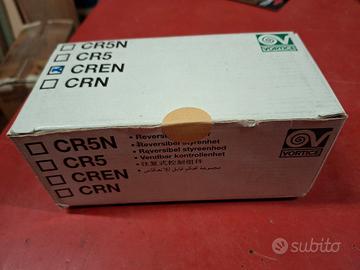 CR5N
CR5
CREN
CRN
VORTICE
CR5N
CR5
CREN
CRN
• Reversibel styrenhet
• Reversibel styreenhed
• Vendbar kontrollenhet
VORTICE
subito